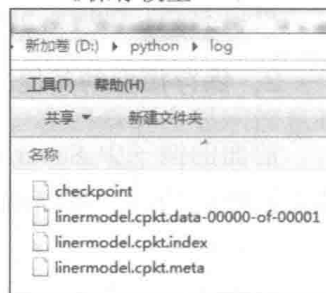 新加卷 (D:) ▸ python ▸ log
工具(T) 帮助(H)
共享 ▼ 新建文件夹
名称
checkpoint
linermodel.cpkt.data-00000-of-00001
linermodel.cpkt.index
linermodel.cpkt.meta